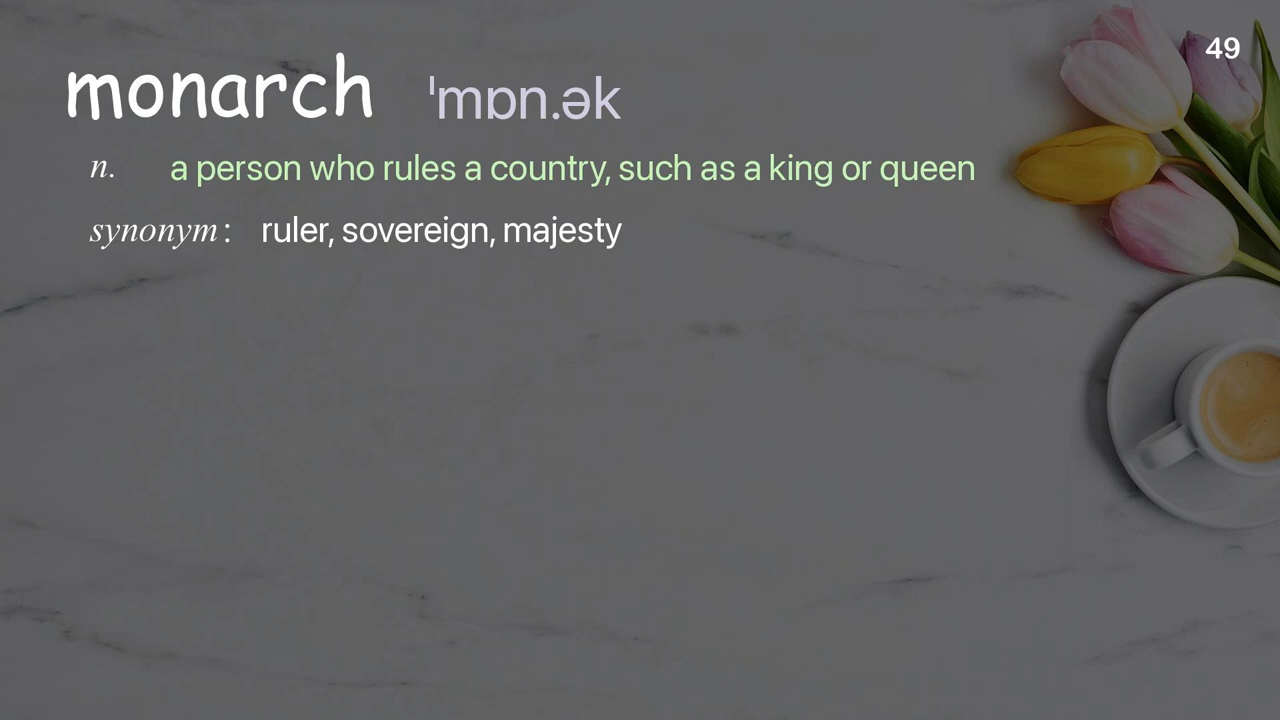 49
monarch ˈmɒn.ək
n. a person who rules a country, such as a king or queen
synonym: ruler, sovereign, majesty